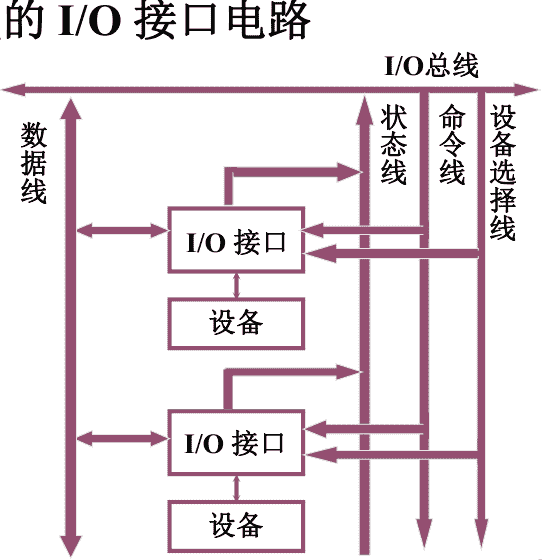 的 I/O 接口电路
I/O总线
数据线
状态线
命令线
设备选择线
I/O 接口
设备
I/O 接口
设备